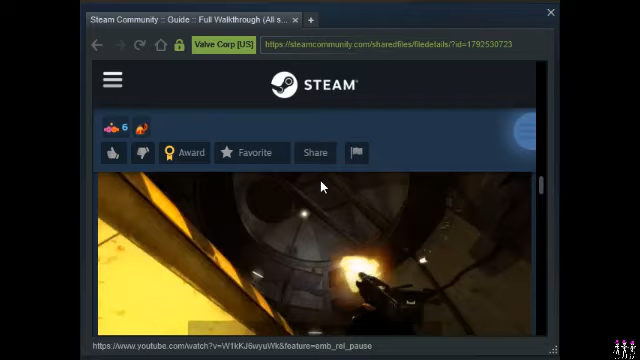 Steam Community :: Guide :: Full Walkthrough (All s...
Valve Corp [US]
https://steamcommunity.com/sharedfiles/filedetails/?id=1792530723
STEAM®
6
Award
Favorite
Share
https://www.youtube.com/watch?v=W1kKJ6wyuWk&feature=emb_rel_pause